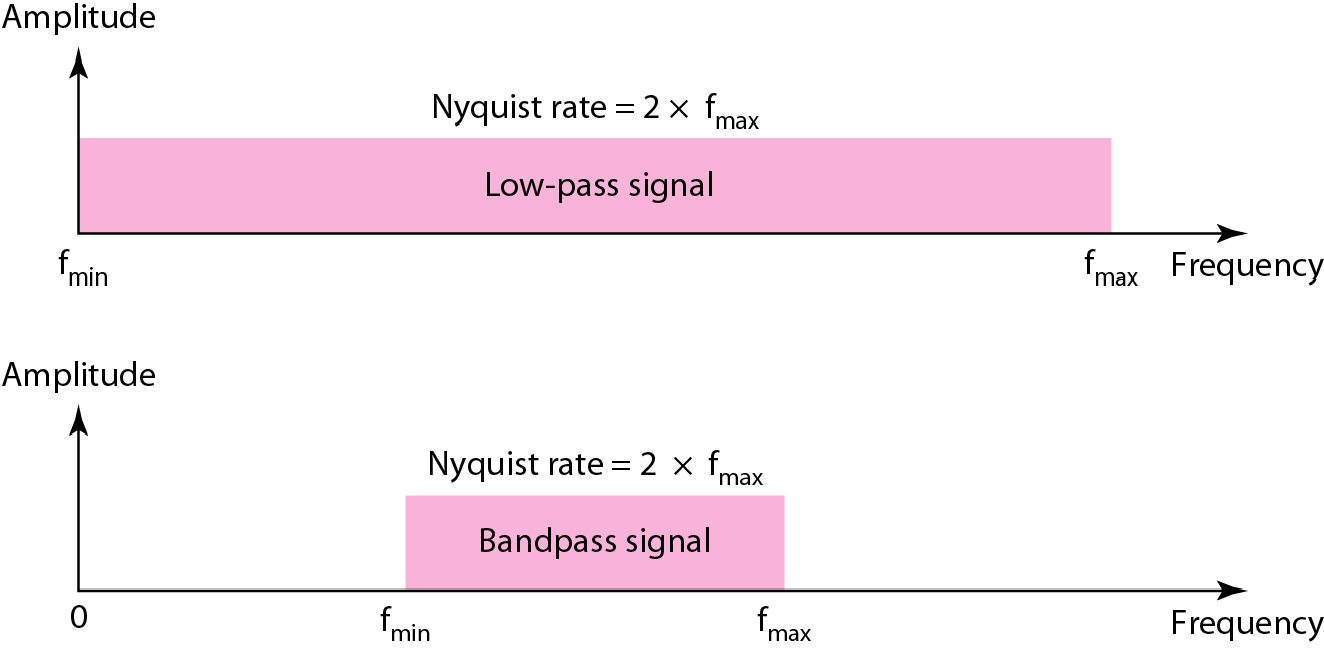 Amplitude
Nyquist rate = 2 × fmax
Low-pass signal
fmin fmax Frequency
Amplitude
Nyquist rate = 2 × fmax
Bandpass signal
0 fmin fmax Frequency